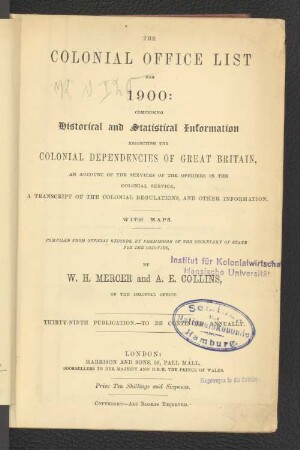 THE
COLONIAL OFFICE LIST
FOR
1900:
COMPRISING
Historical and Statistical Information
RESPECTING THE
COLONIAL DEPENDENCIES OF GREAT BRITAIN,
AN ACCOUNT OF THE SERVICES OF THE OFFICERS IN THE
COLONIAL SERVICE,
A TRANSCRIPT OF THE COLONIAL REGULATIONS, AND OTHER INFORMATION.
WITH MAPS.
COMPILED FROM OFFICIAL RECORDS, BY PERMISSION OF THE SECRETARY OF STATE
FOR THE COLONIES,
Institut für Kolonialwirtschaft
Hansische Universität
BY
W. H. MERCER and A. E. COLLINS,
OF THE COLONIAL OFFICE.
THIRTY-NINTH PUBLICATION.—TO BE CONTINUED ANNUALLY.
Hamburg.
LONDON:
HARRISON AND SONS, 59, PALL MALL,
BOOKSELLERS TO HER MAJESTY AND H.R.H. THE PRINCE OF WALES.
Price Ten Shillings and Sixpence.
COPYRIGHT—ALL RIGHTS RESERVED.